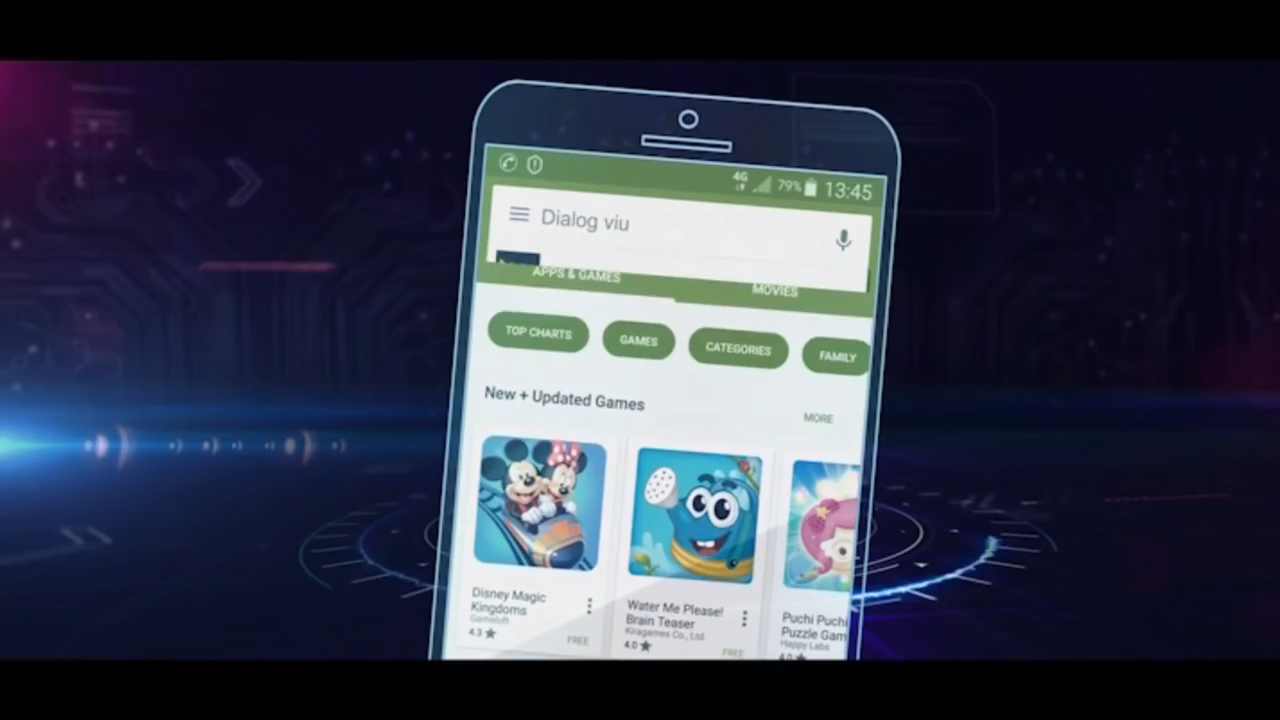 4G 79% 13:45
Dialog viu
APPS & GAMES MOVIES
TOP CHARTS GAMES CATEGORIES FAMILY
New + Updated Games
MORE
Disney Magic
Kingdoms
Gameloft
4.3
FREE
Water Me Please!
Brain Teaser
Kiragames Co., Ltd.
4.0
FREE
Puchi Puchi
Puzzle Gam
Happy Labs
4.0